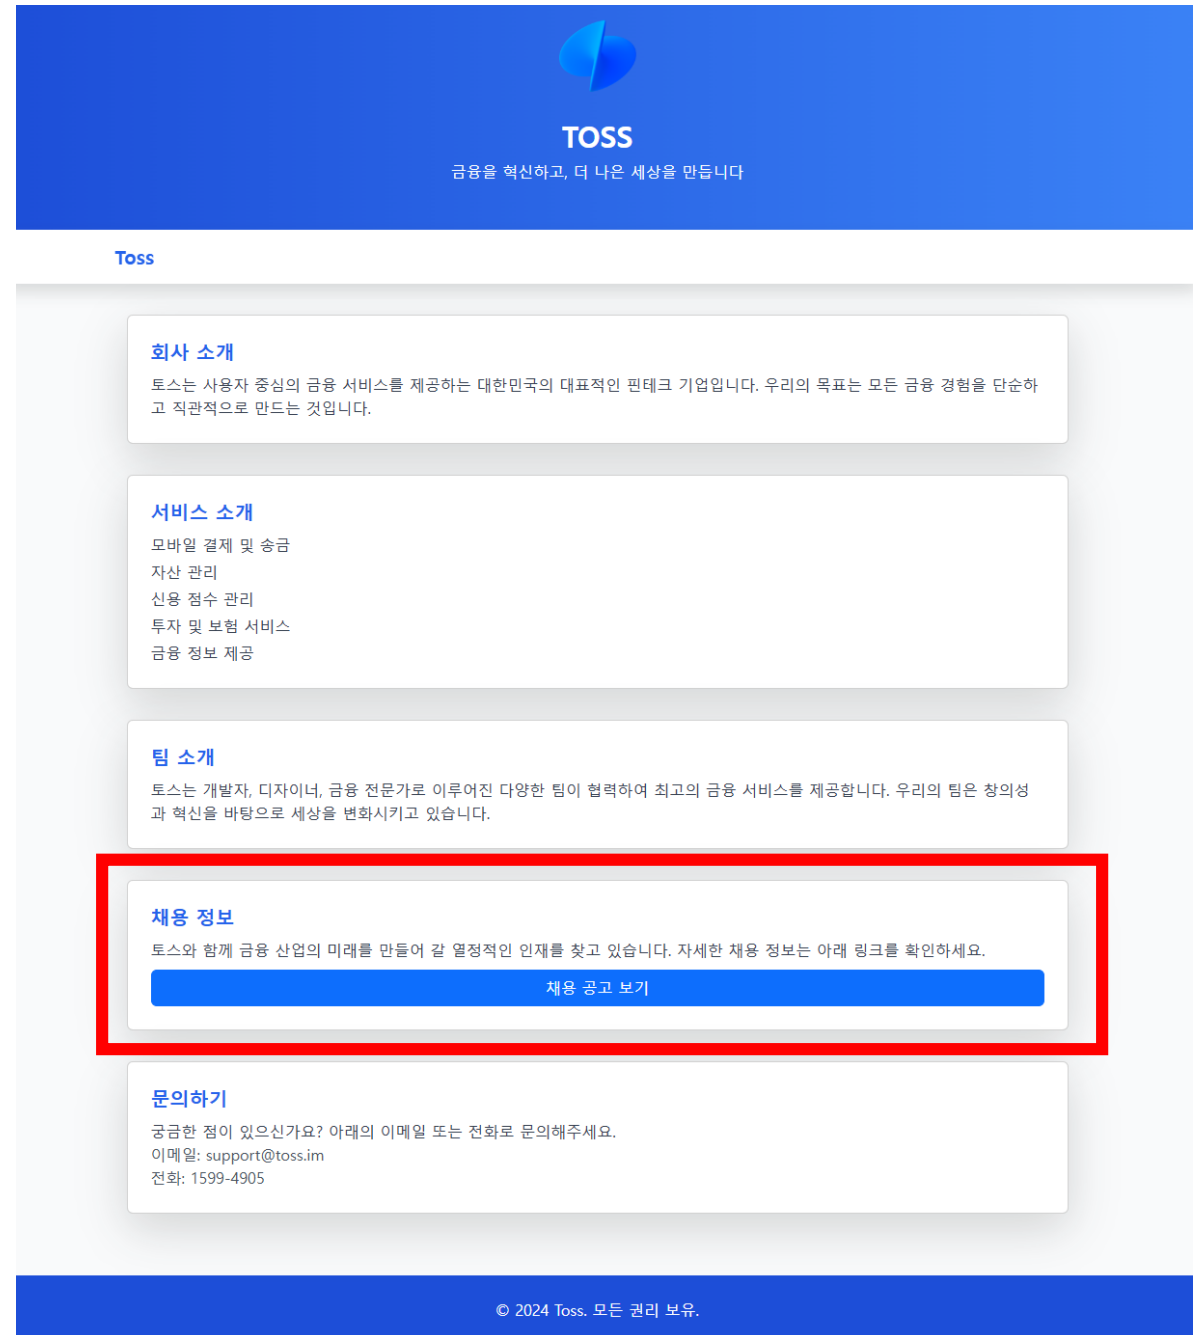 TOSS
금융을 혁신하고, 더 나은 세상을 만듭니다
Toss
회사 소개
토스는 사용자 중심의 금융 서비스를 제공하는 대한민국의 대표적인 핀테크 기업입니다. 우리의 목표는 모든 금융 경험을 단순하
고 직관적으로 만드는 것입니다.
서비스 소개
모바일 결제 및 송금
자산 관리
신용 점수 관리
투자 및 보험 서비스
금융 정보 제공
팀 소개
토스는 개발자, 디자이너, 금융 전문가로 이루어진 다양한 팀이 협력하여 최고의 금융 서비스를 제공합니다. 우리의 팀은 창의성
과 혁신을 바탕으로 세상을 변화시키고 있습니다.
채용 정보
토스와 함께 금융 산업의 미래를 만들어 갈 열정적인 인재를 찾고 있습니다. 자세한 채용 정보는 아래 링크를 확인하세요.
채용 공고 보기
문의하기
궁금한 점이 있으신가요? 아래의 이메일 또는 전화로 문의해주세요.
이메일: support@toss.im
전화: 1599-4905
© 2024 Toss. 모든 권리 보유.